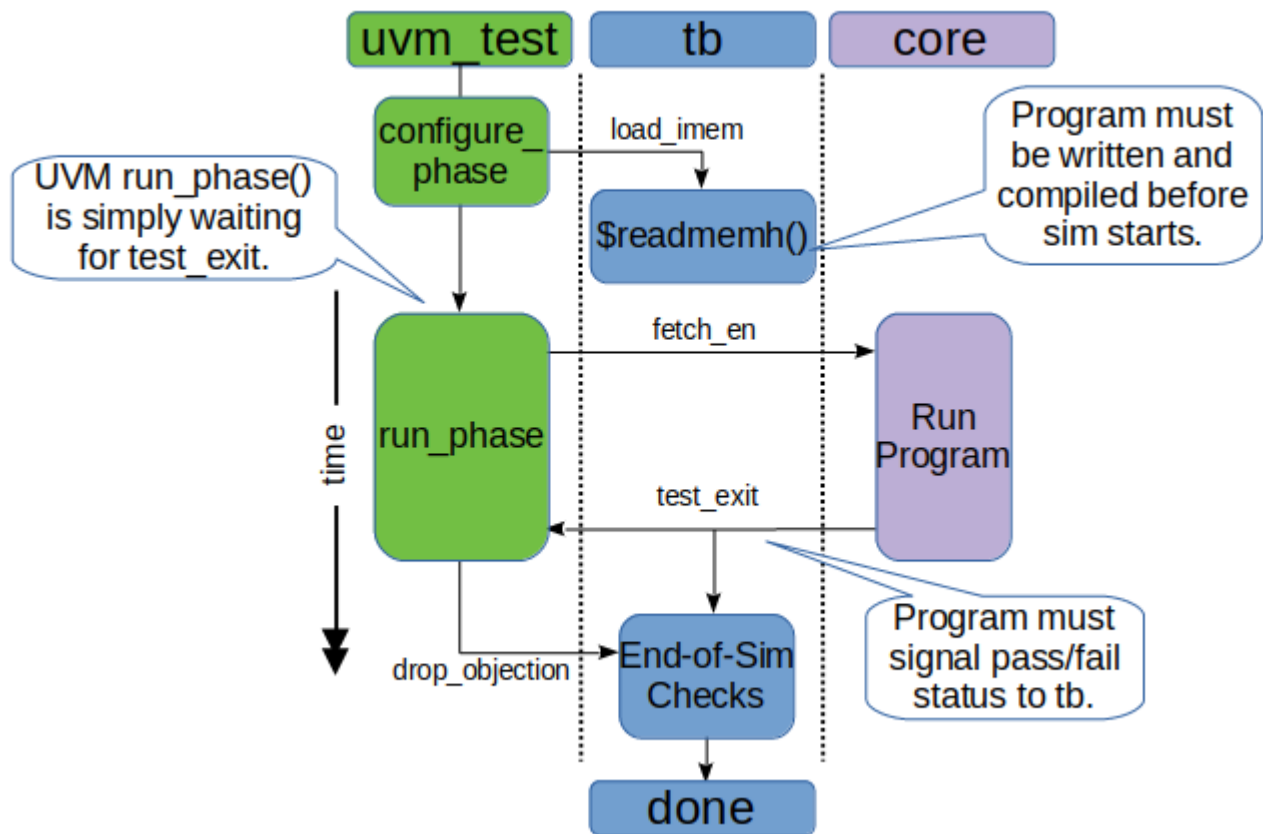 uvm_test
tb
core
configure_
phase
load_imem
Program must
be written and
compiled before
sim starts.
UVM run_phase()
is simply waiting
for test_exit.
$readmemh()
fetch_en
time
run_phase
Run
Program
test_exit
Program must
signal pass/fail
status to tb.
drop_objection
End-of-Sim
Checks
done